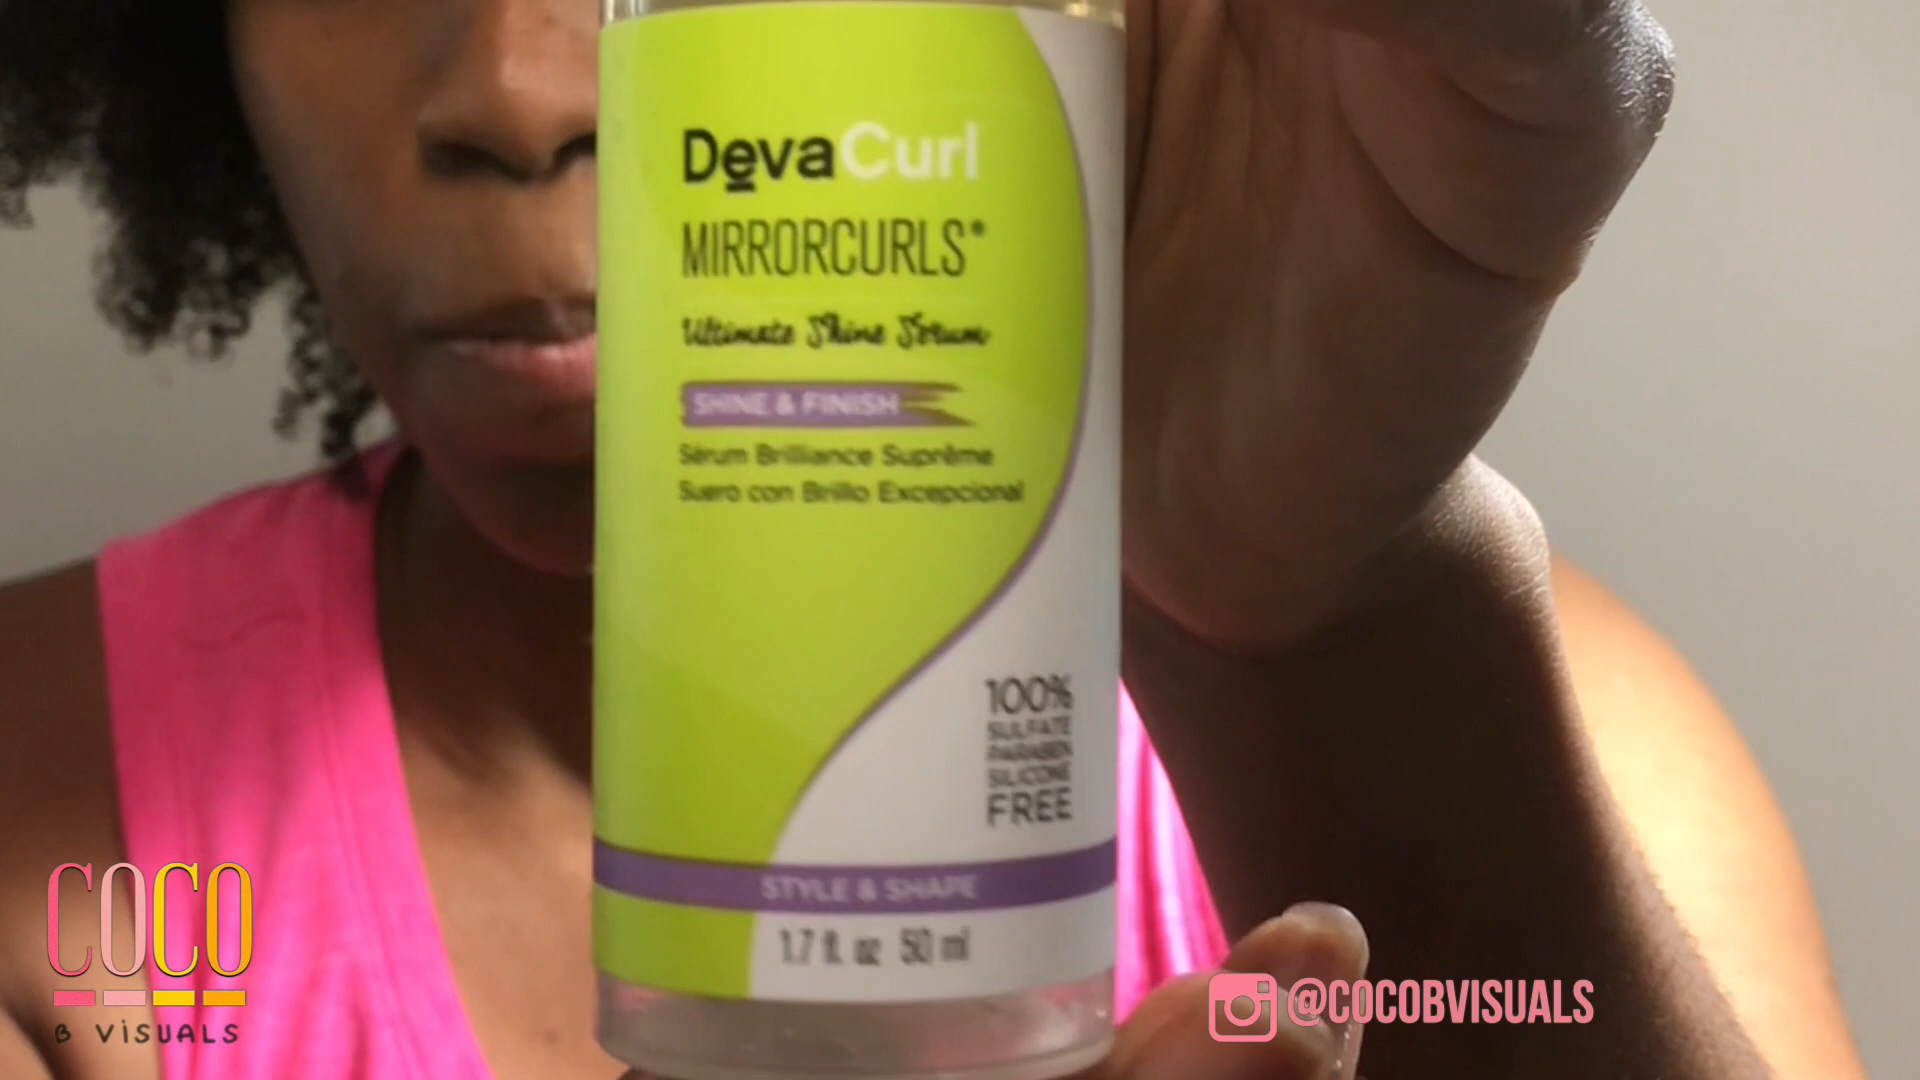 DevaCurl
MIRRORCURLS®
Ultimate Shine Serum
SHINE & FINISH
Sérum Brilliance Suprême
Suero con Brillo Excepcional
100%
SULFATE
PARABEN
SILICONE
FREE
STYLE & SHAPE
1.7 fl. oz 50 ml
COCO
B VISUALS
@COCOBVISUALS